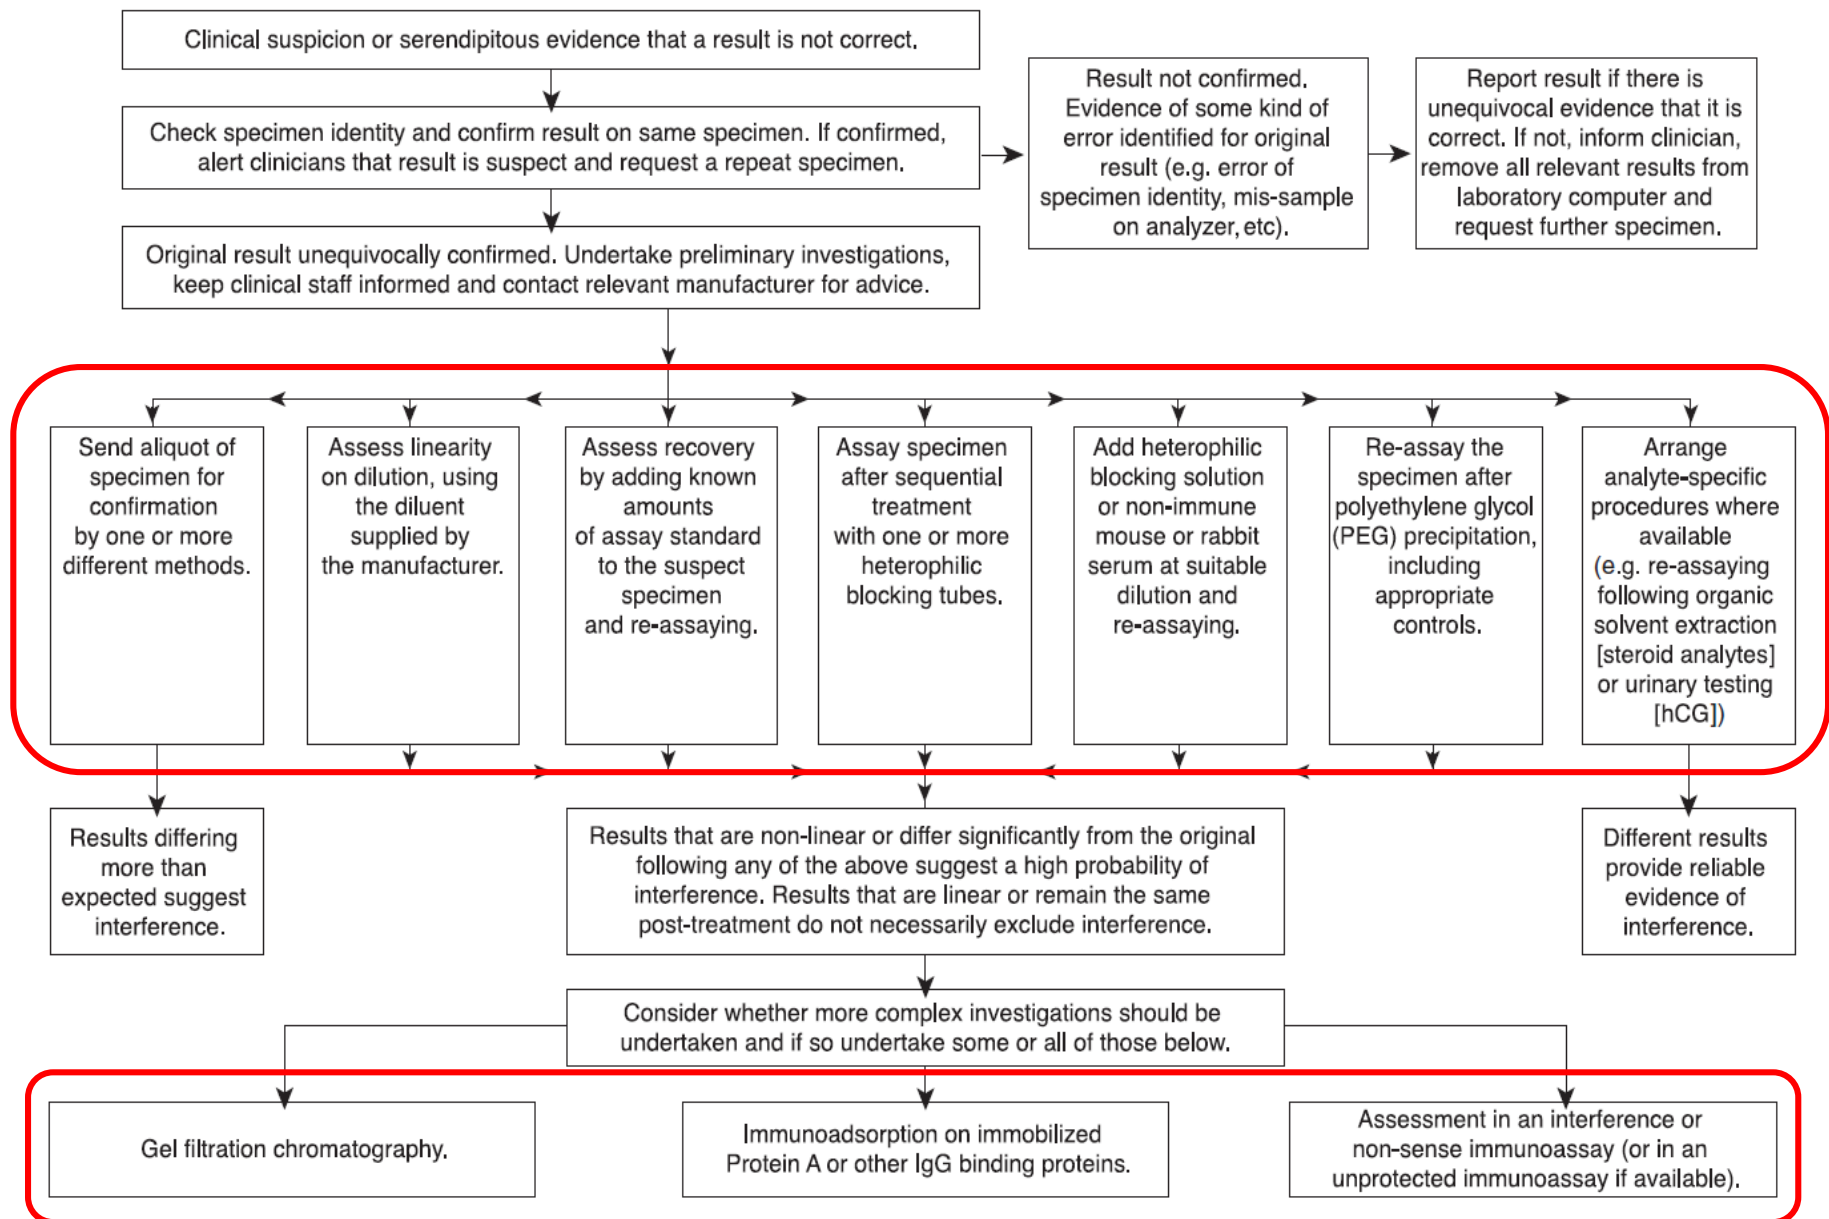 Clinical suspicion or serendipitous evidence that a result is not correct.
Check specimen identity and confirm result on same specimen. If confirmed,
alert clinicians that result is suspect and request a repeat specimen.
Result not confirmed.
Evidence of some kind of
error identified for original
result (e.g. error of
specimen identity, mis-sample
on analyzer, etc).
Report result if there is
unequivocal evidence that it is
correct. If not, inform clinician,
remove all relevant results from
laboratory computer and
request further specimen.
Original result unequivocally confirmed. Undertake preliminary investigations,
keep clinical staff informed and contact relevant manufacturer for advice.
Send aliquot of
specimen for
confirmation
by one or more
different methods.
Assess linearity
on dilution, using
the diluent
supplied by
the manufacturer.
Assess recovery
by adding known
amounts
of assay standard
to the suspect
specimen
and re-assaying.
Assay specimen
after sequential
treatment
with one or more
heterophilic
blocking tubes.
Add heterophilic
blocking solution
or non-immune
mouse or rabbit
serum at suitable
dilution and
re-assaying.
Re-assay the
specimen after
polyethylene glycol
(PEG) precipitation,
including
appropriate
controls.
Arrange
analyte-specific
procedures where
available
(e.g. re-assaying
following organic
solvent extraction
[steroid analytes]
or urinary testing
[hCG])
Results differing
more than
expected suggest
interference.
Results that are non-linear or differ significantly from the original
following any of the above suggest a high probability of
interference. Results that are linear or remain the same
post-treatment do not necessarily exclude interference.
Different results
provide reliable
evidence of
interference.
Consider whether more complex investigations should be
undertaken and if so undertake some or all of those below.
Gel filtration chromatography.
Immunoadsorption on immobilized
Protein A or other IgG binding proteins.
Assessment in an interference or
non-sense immunoassay (or in an
unprotected immunoassay if available).